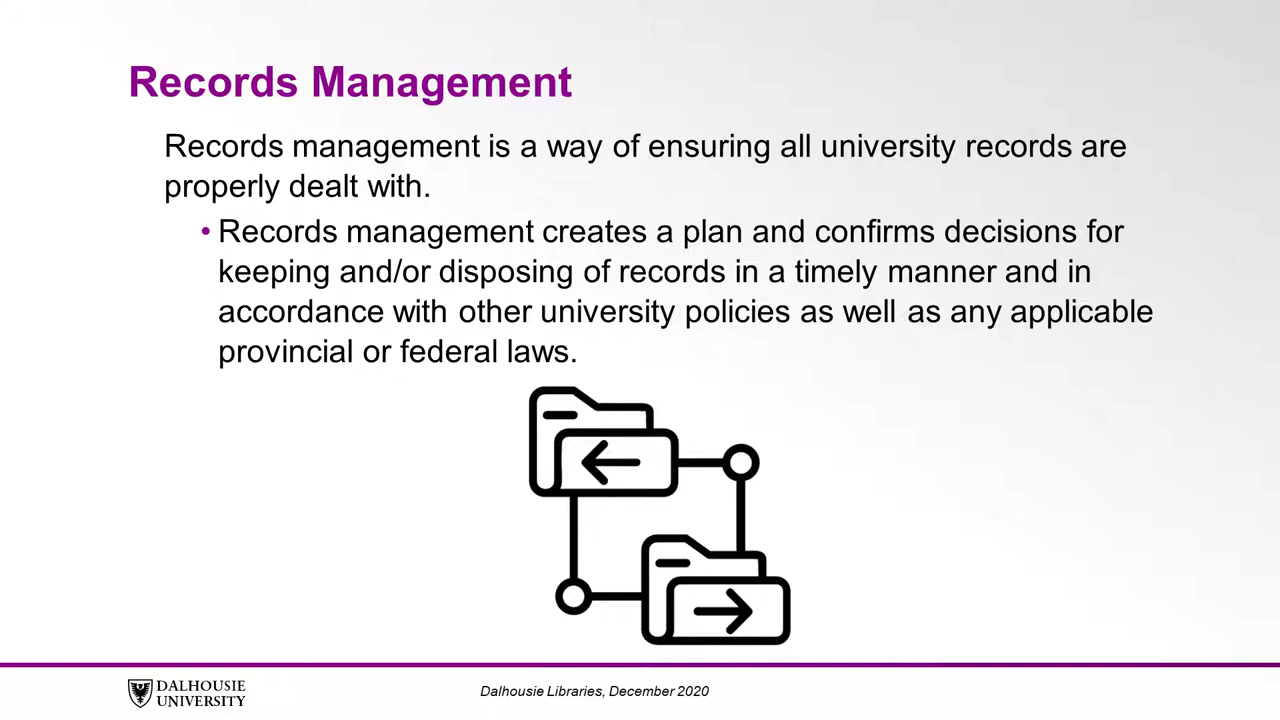 Records Management
Records management is a way of ensuring all university records are
properly dealt with.
• Records management creates a plan and confirms decisions for
keeping and/or disposing of records in a timely manner and in
accordance with other university policies as well as any applicable
provincial or federal laws.
DALHOUSIE
UNIVERSITY
Dalhousie Libraries, December 2020